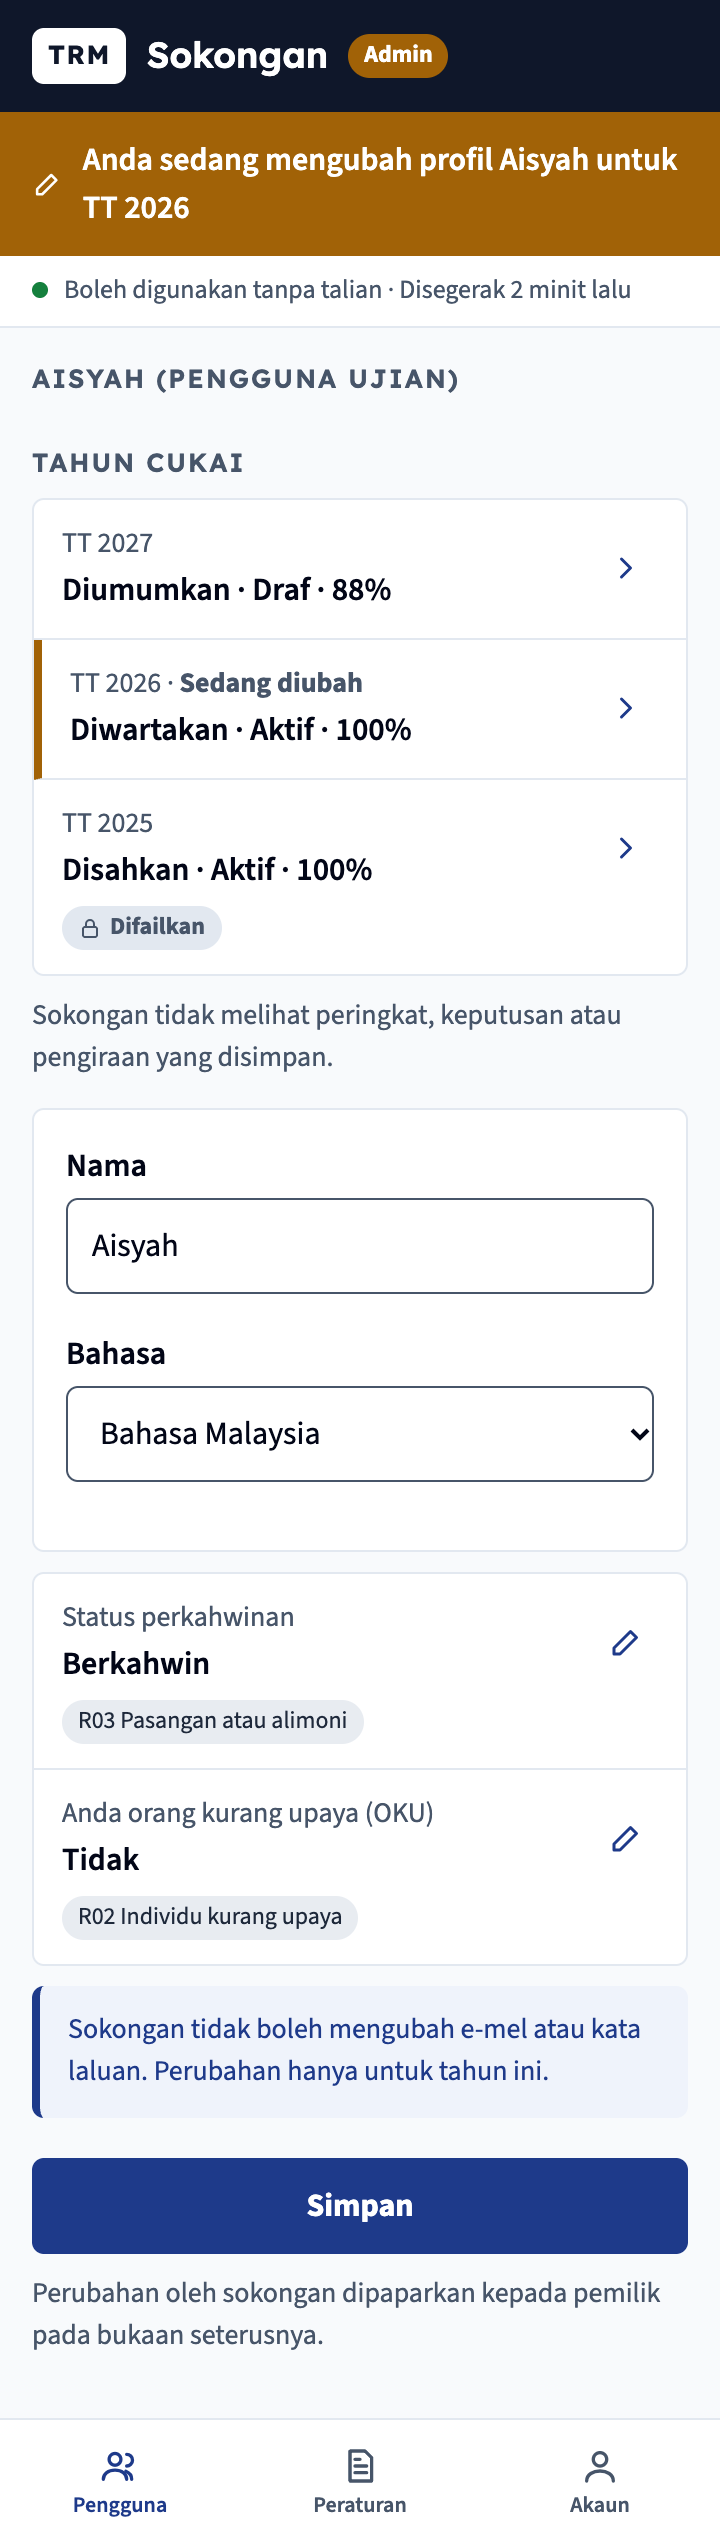 TRM Sokongan Admin
Anda sedang mengubah profil Aisyah untuk
TT 2026
Boleh digunakan tanpa talian · Disegerak 2 minit lalu
AISYAH (PENGGUNA UJIAN)
TAHUN CUKAI
TT 2027
Diumumkan · Draf · 88%
TT 2026 · Sedang diubah
Diwartakan · Aktif · 100%
TT 2025
Disahkan · Aktif · 100%
Difailkan
Sokongan tidak melihat peringkat, keputusan atau
pengiraan yang disimpan.
Nama
Aisyah
Bahasa
Bahasa Malaysia
Status perkahwinan
Berkahwin
R03 Pasangan atau alimoni
Anda orang kurang upaya (OKU)
Tidak
R02 Individu kurang upaya
Sokongan tidak boleh mengubah e-mel atau kata
laluan. Perubahan hanya untuk tahun ini.
Simpan
Perubahan oleh sokongan dipaparkan kepada pemilik
pada bukaan seterusnya.
Pengguna Peraturan Akaun